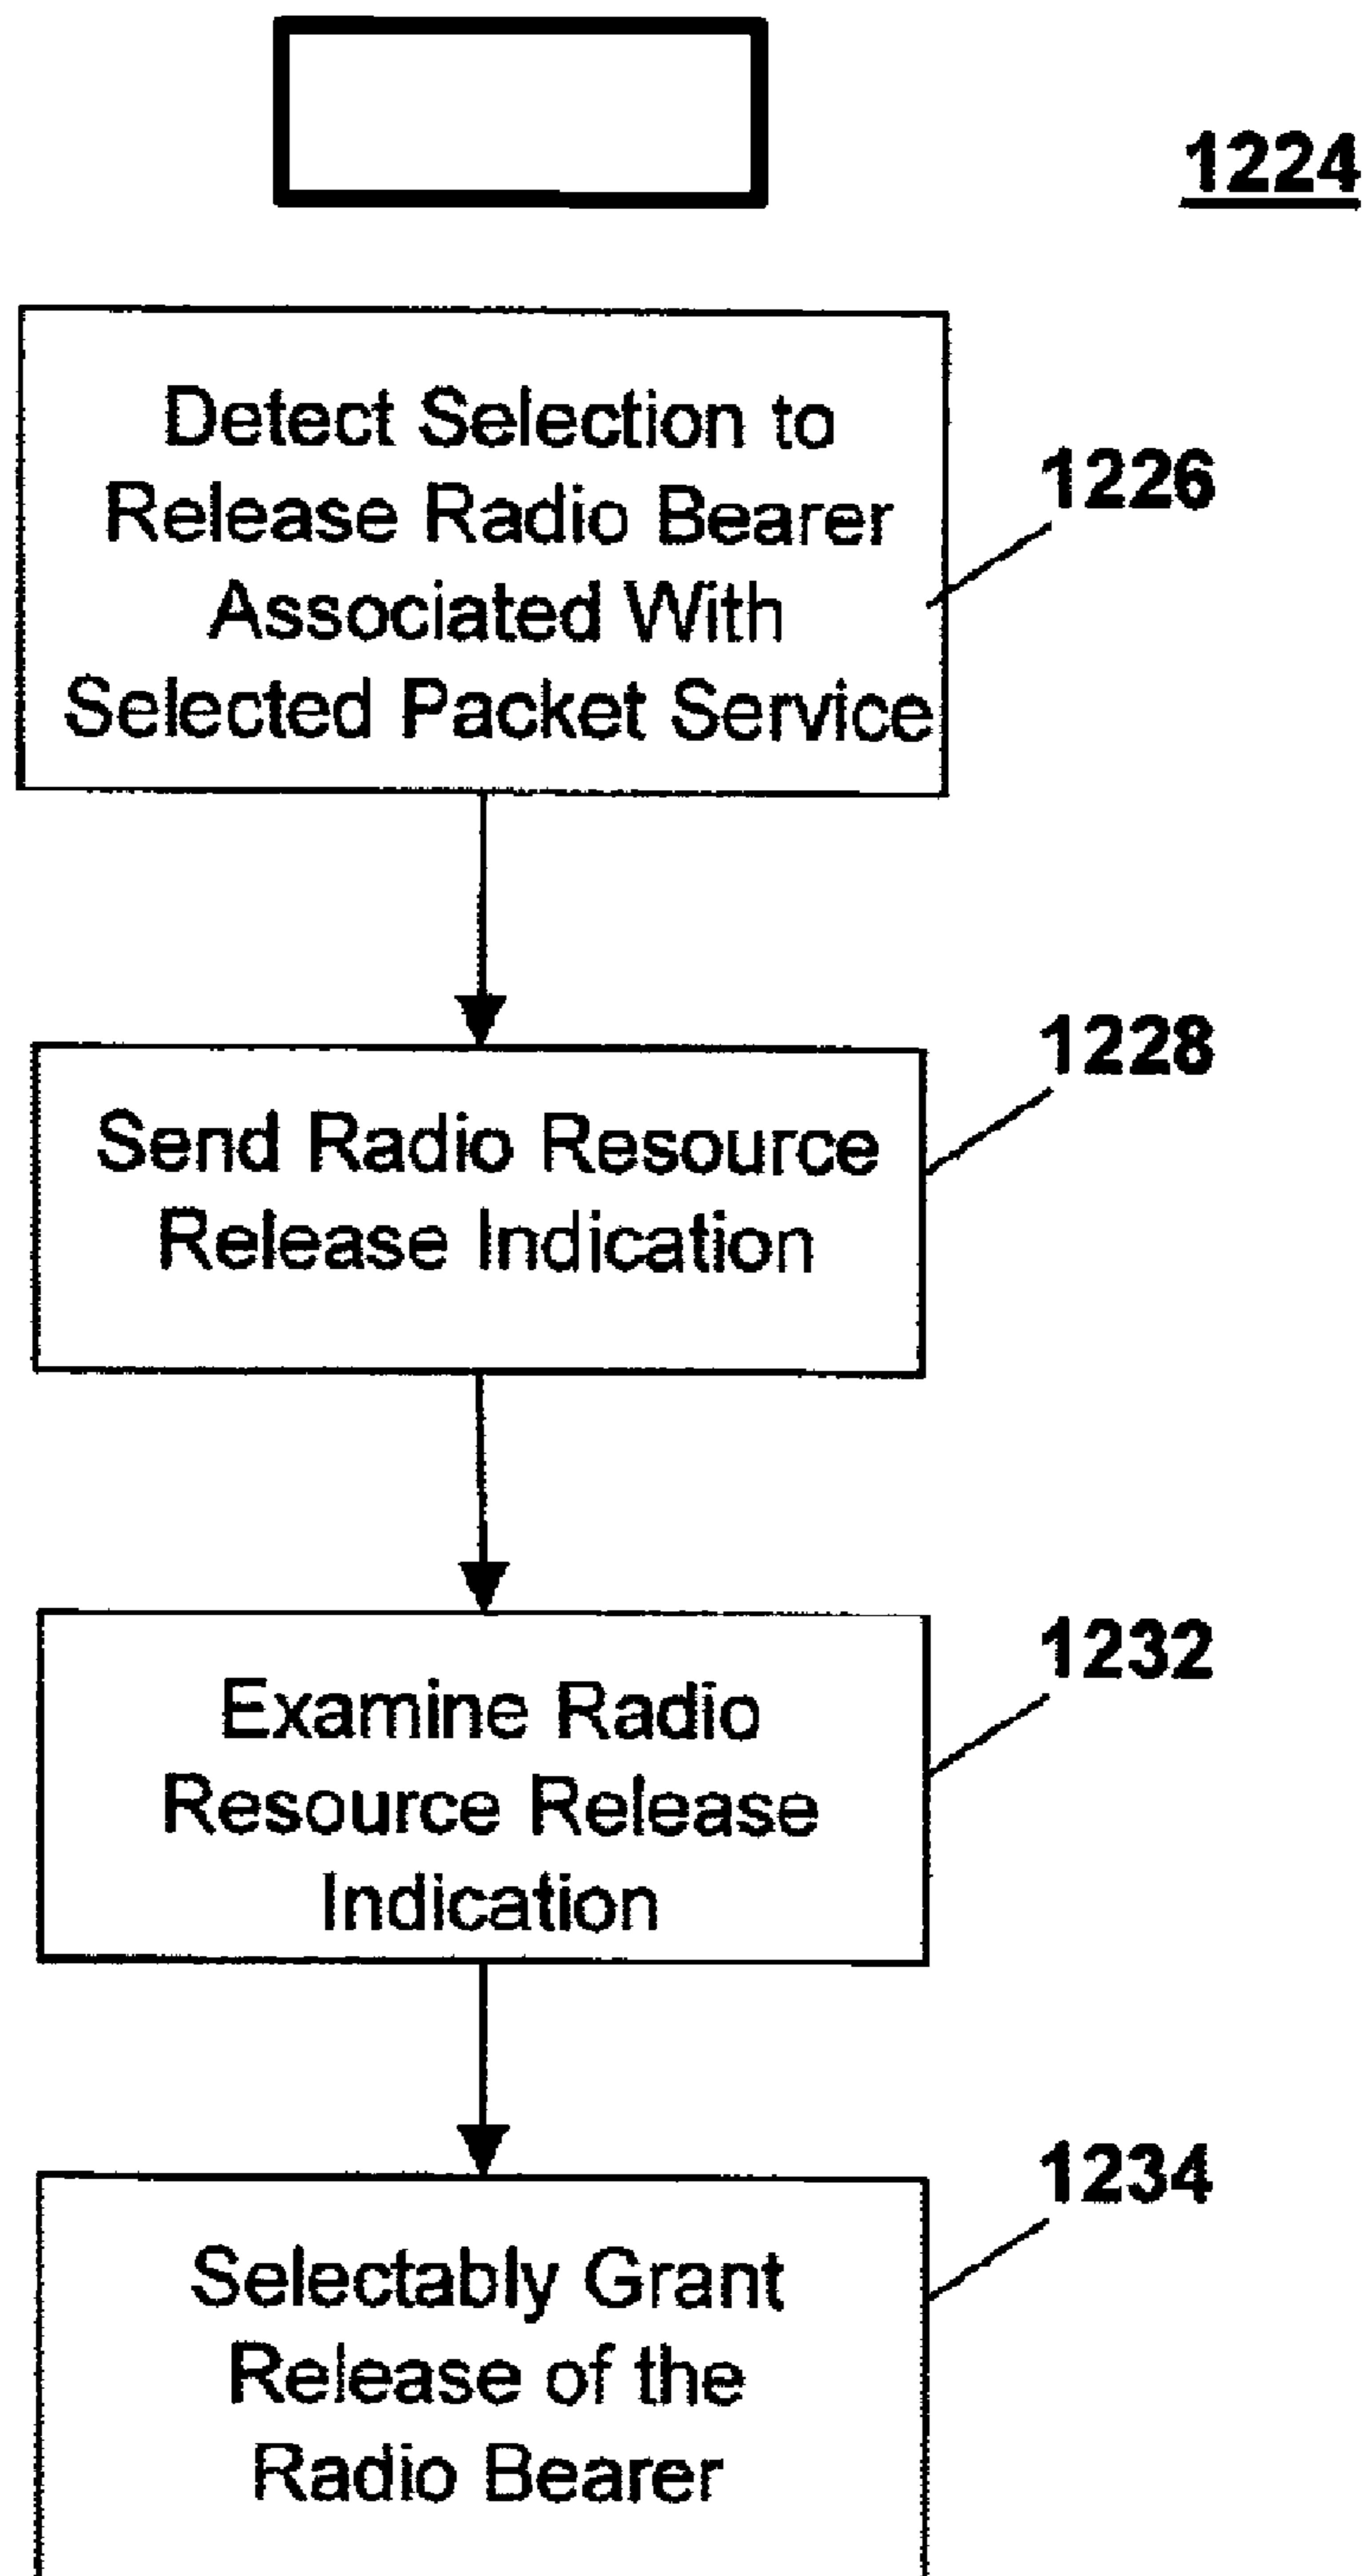 1224
Detect Selection to
Release Radio Bearer
Associated With
Selected Packet Service
1226
Send Radio Resource
Release Indication
1228
Examine Radio
Resource Release
Indication
1232
Selectably Grant
Release of the
Radio Bearer
1234